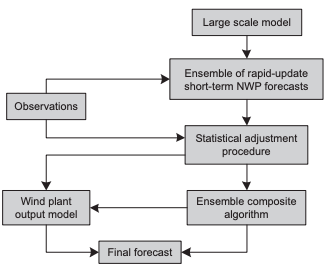 Large scale model
Ensemble of rapid-update
short-term NWP forecasts
Observations
Statistical adjustment
procedure
Wind plant
output model
Ensemble composite
algorithm
Final forecast